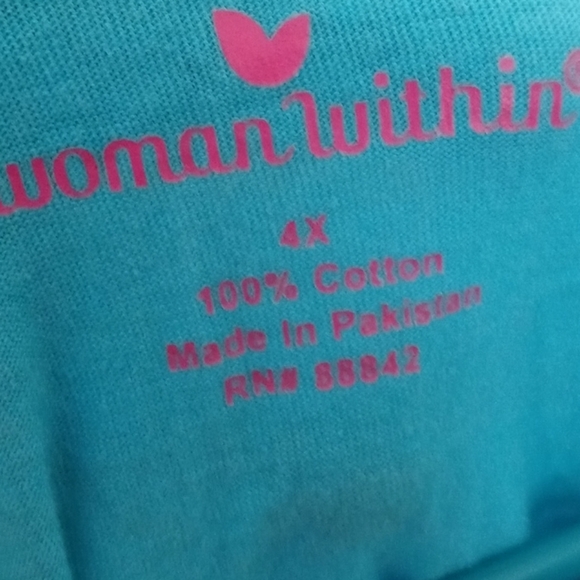 woman within®
4X
100% Cotton
Made In Pakistan
RN# 88842